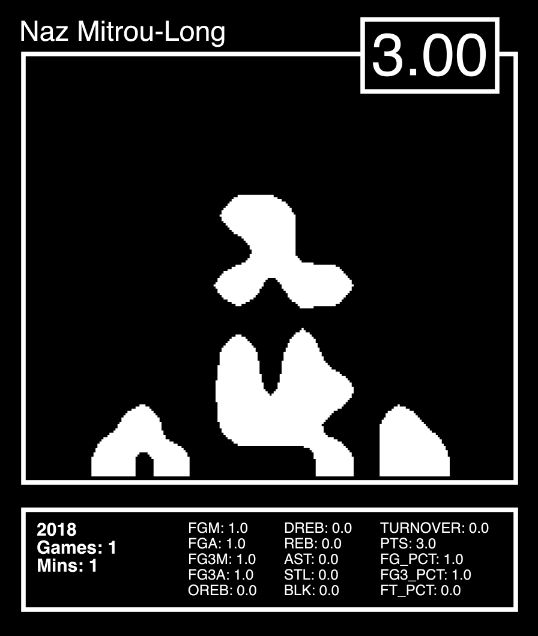 Naz Mitrou-Long
3.00
2018
Games: 1
Mins: 1
FGM: 1.0
FGA: 1.0
FG3M: 1.0
FG3A: 1.0
OREB: 0.0
DREB: 0.0
REB: 0.0
AST: 0.0
STL: 0.0
BLK: 0.0
TURNOVER: 0.0
PTS: 3.0
FG_PCT: 1.0
FG3_PCT: 1.0
FT_PCT: 0.0